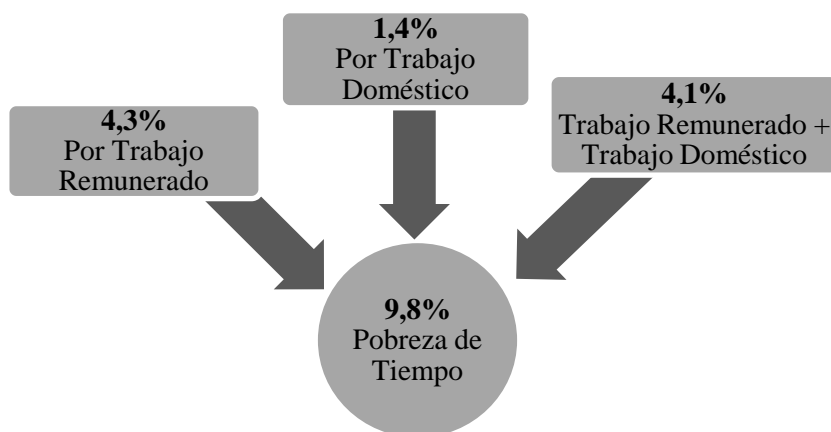 1,4%
Por Trabajo
Doméstico
4,3%
Por Trabajo
Remunerado
4,1%
Trabajo Remunerado +
Trabajo Doméstico
9,8%
Pobreza de
Tiempo